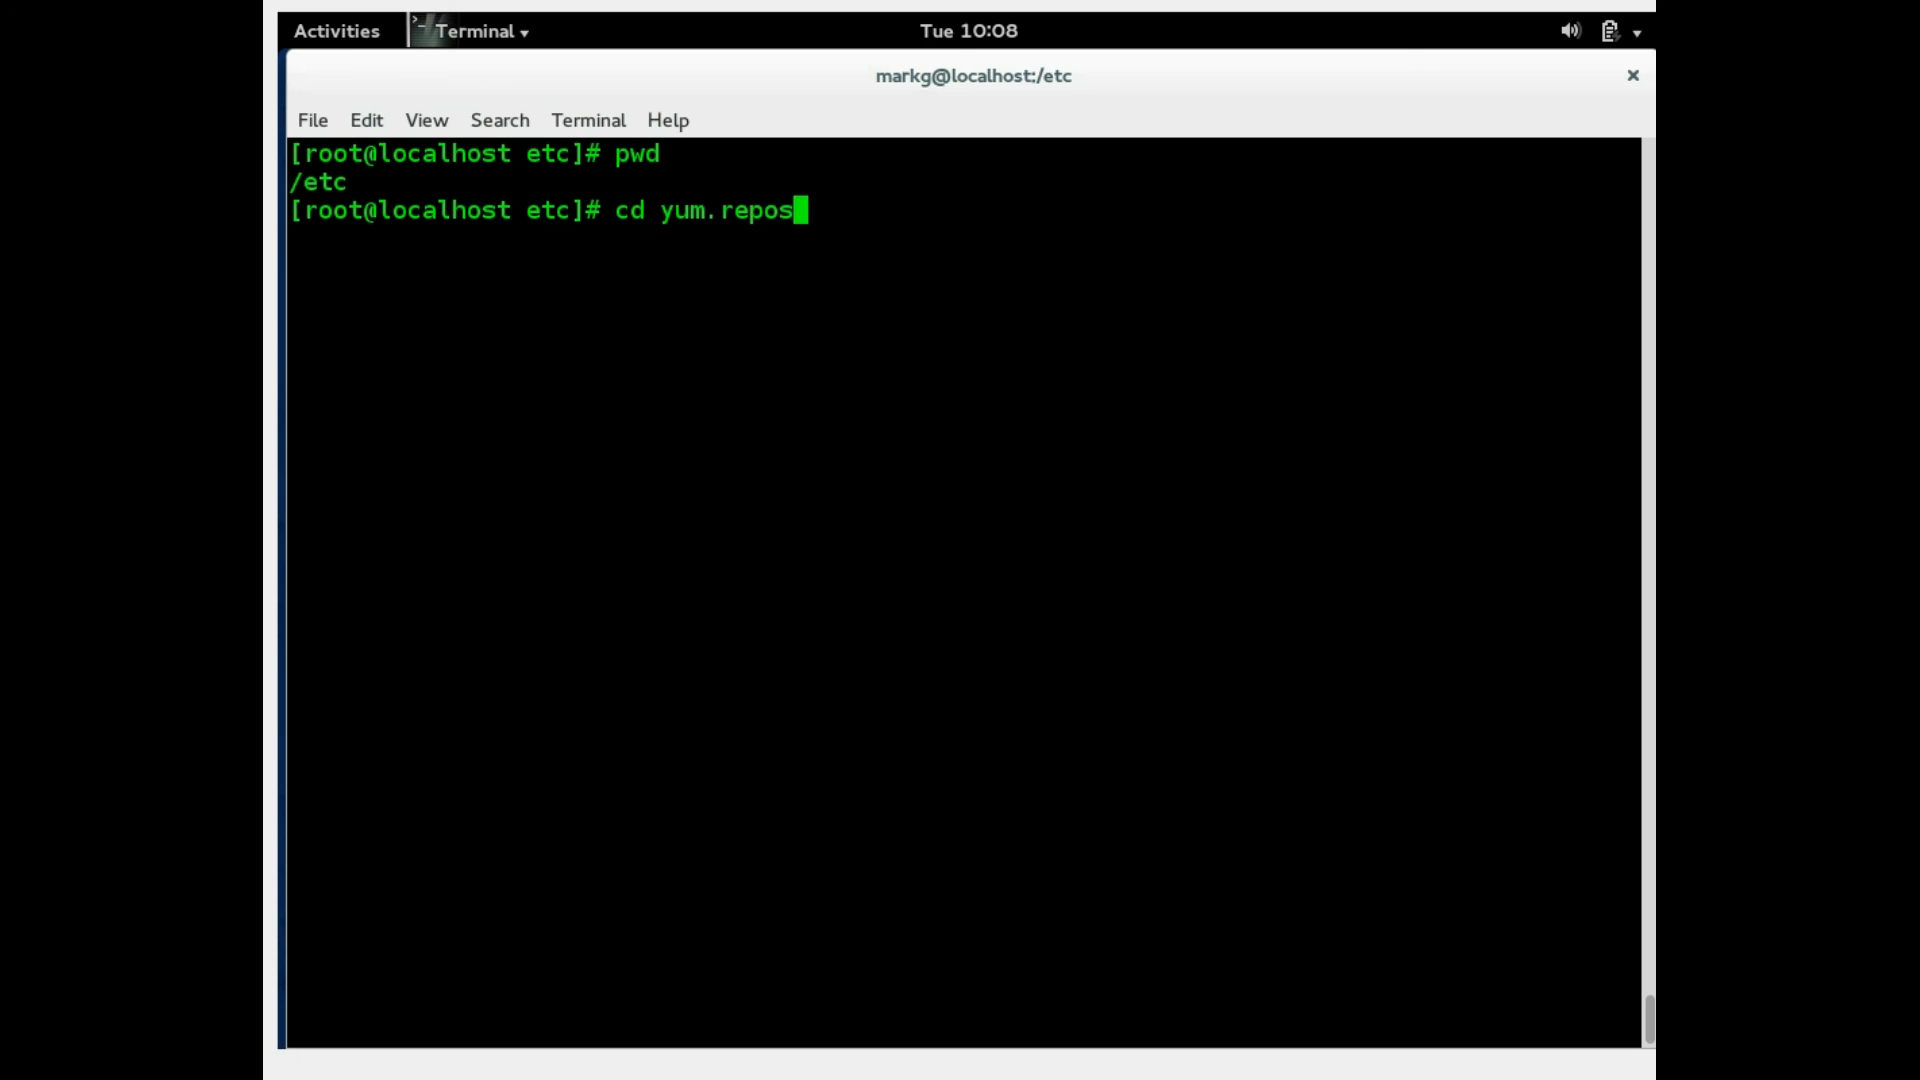 Activities Terminal Tue 10:08
markg@localhost:/etc
File Edit View Search Terminal Help
[root@localhost etc]# pwd
/etc
[root@localhost etc]# cd yum.repos